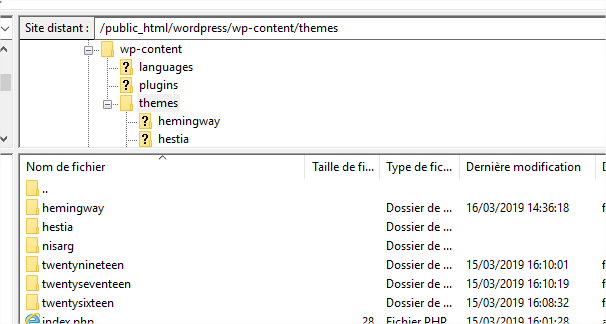 Site distant : /public_html/wordpress/wp-content/themes
wp-content
languages
plugins
themes
hemingway
hestia
Nom de fichier Taille de fi... Type de fic... Dernière modification
..
hemingway Dossier de ... 16/03/2019 14:36:18
hestia Dossier de ...
nisarg Dossier de ...
twentynineteen Dossier de ... 15/03/2019 16:10:01
twentyseventeen Dossier de ... 15/03/2019 16:10:19
twentysixteen Dossier de ... 15/03/2019 16:08:32
index.php 28 Fichier PHP 15/03/2019 16:01:28